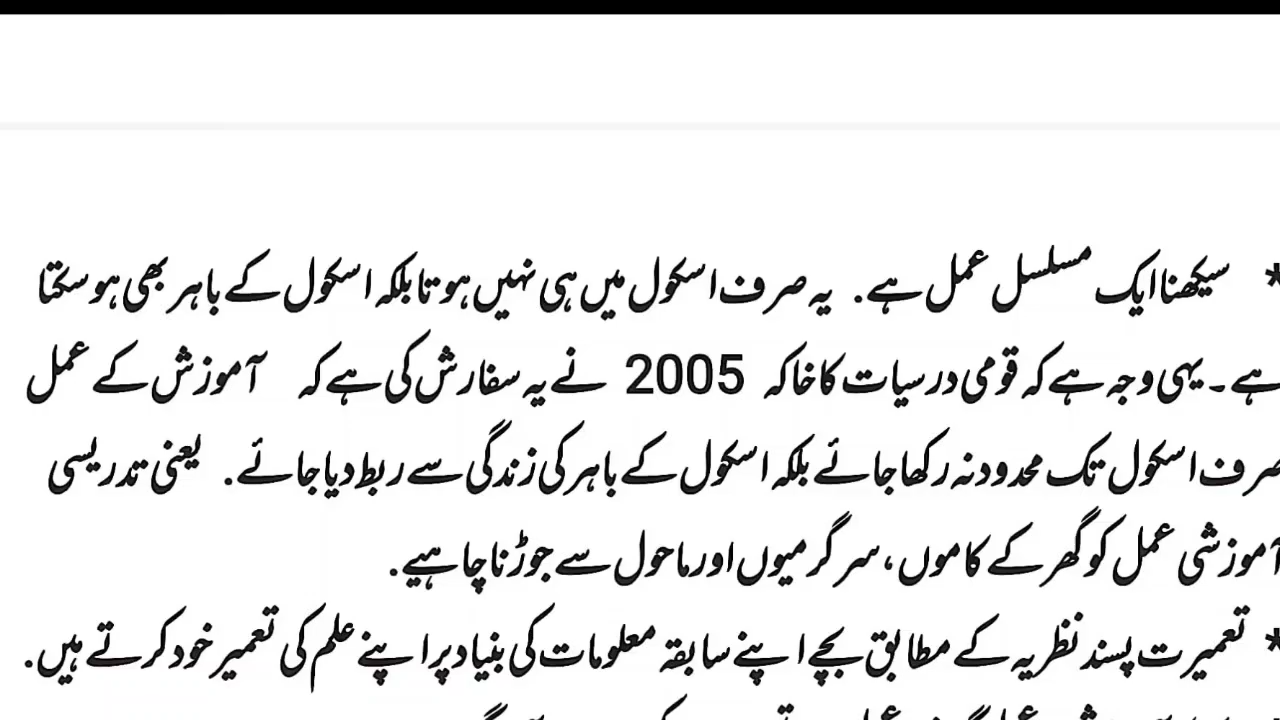 * سیکھنا ایک مسلسل عمل ہے. یہ صرف اسکول میں ہی نہیں ہوتا بلکہ اسکول کے باہر بھی ہو سکتا
ہے۔ یہی وجہ ہے کہ قومی درسیات کا خاکہ 2005 نے یہ سفارش کی ہے کہ آموزش کے عمل
صرف اسکول تک محدود نہ رکھا جائے بلکہ اسکول کے باہر کی زندگی سے ربط دیا جائے. یعنی تدریسی
آموزشی عمل کو گھر کے کاموں، سرگرمیوں اور ماحول سے جوڑنا چاہیے.
* تعمیرت پسند نظریہ کے مطابق بچے اپنے سابقہ معلومات کی بنیاد پر اپنے علم کی تعمیر خود کرتے ہیں.